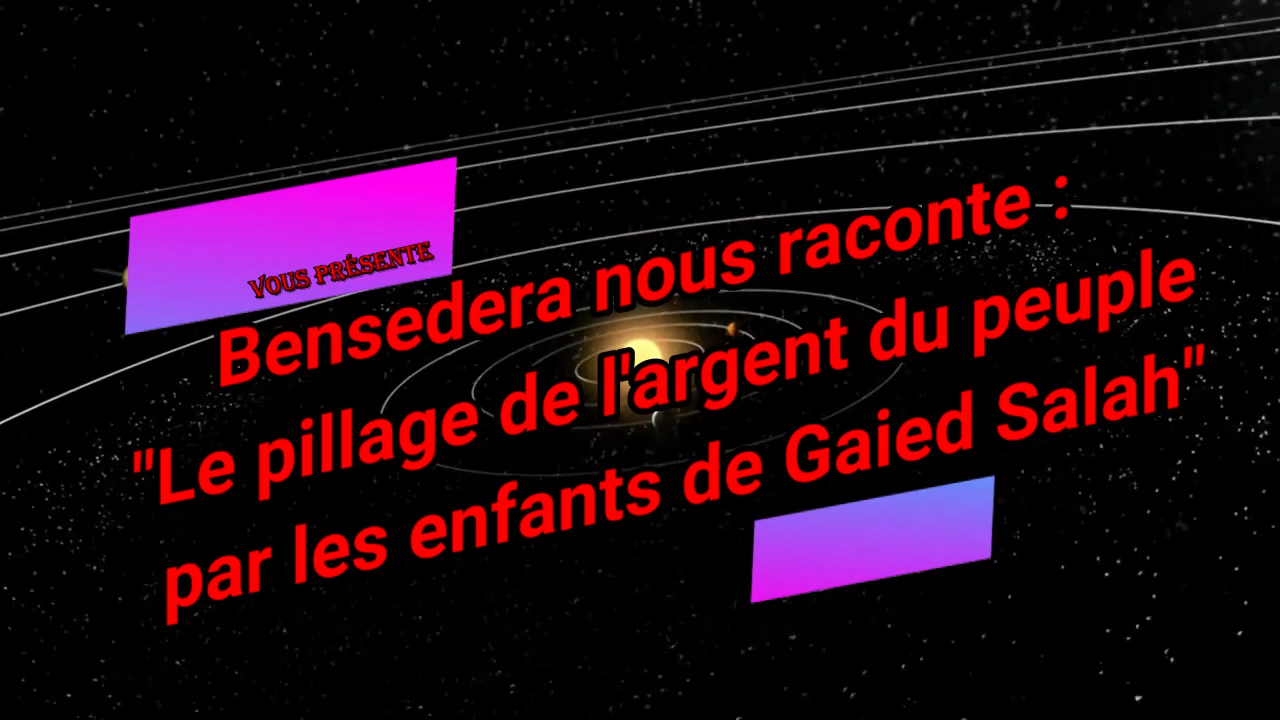 VOUS PRÉSENTE
Bensedera nous raconte :
"Le pillage de l'argent du peuple
par les enfants de Gaied Salah"